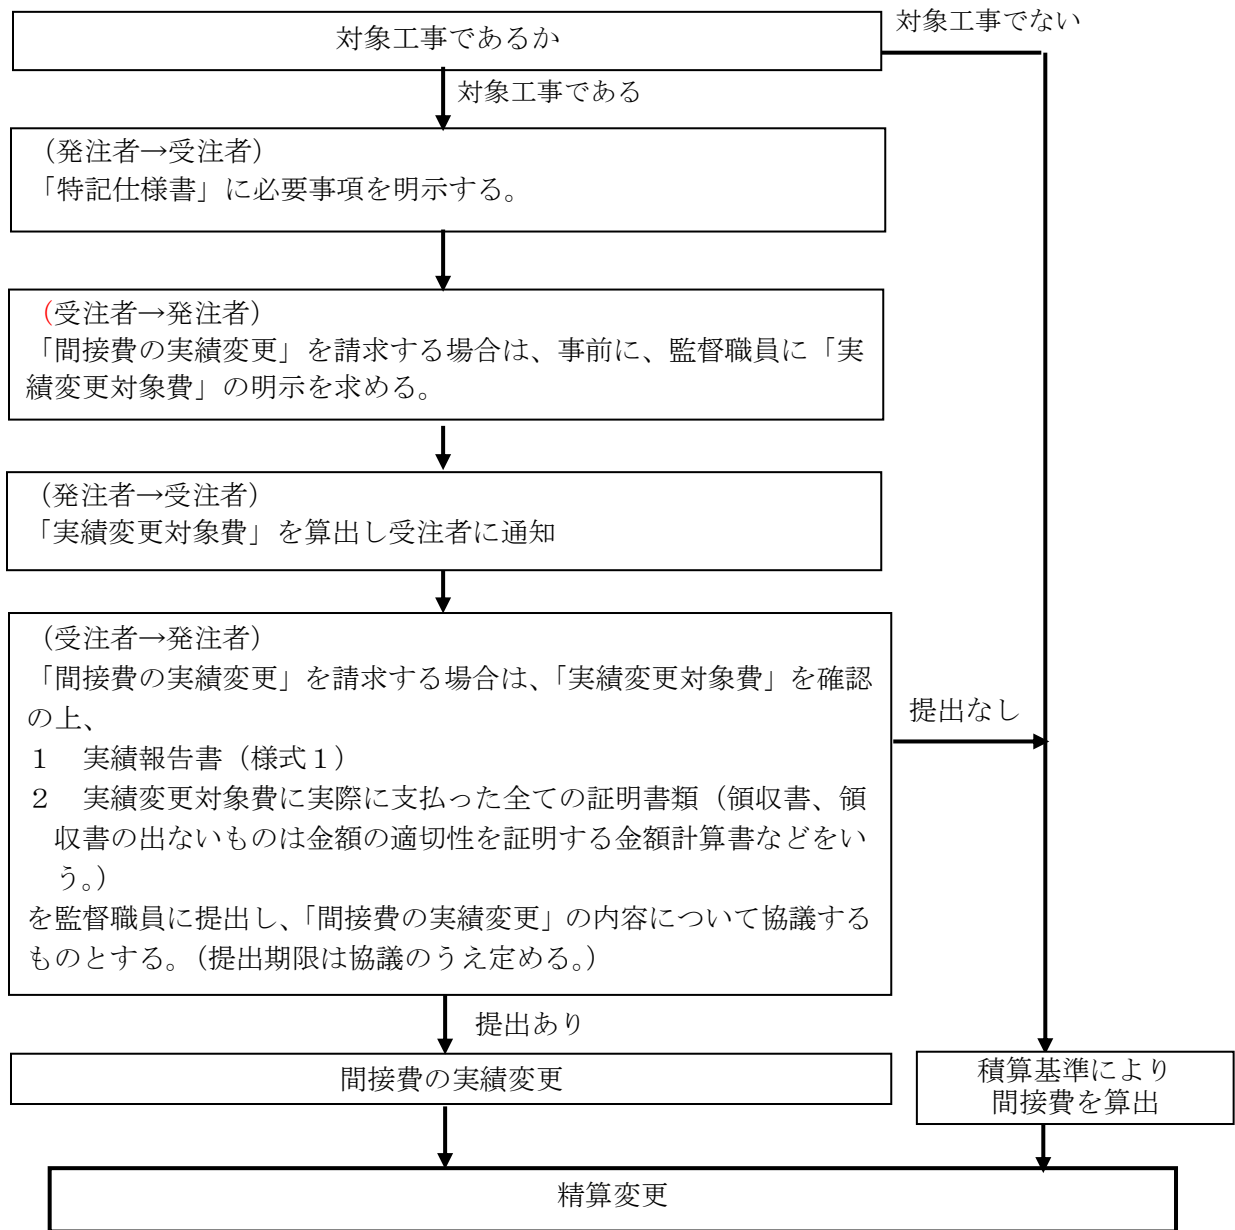 対象工事であるか
対象工事でない
対象工事である
（発注者→受注者）
「特記仕様書」に必要事項を明示する。
（受注者→発注者）
「間接費の実績変更」を請求する場合は、事前に、監督職員に「実
績変更対象費」の明示を求める。
（発注者→受注者）
「実績変更対象費」を算出し受注者に通知
（受注者→発注者）
「間接費の実績変更」を請求する場合は、「実績変更対象費」を確認
の上、
１　実績報告書（様式１）
２　実績変更対象費に実際に支払った全ての証明書類（領収書、領
収書の出ないものは金額の適切性を証明する金額計算書などをい
う。）
を監督職員に提出し、「間接費の実績変更」の内容について協議する
ものとする。（提出期限は協議のうえ定める。）
提出なし
提出あり
間接費の実績変更
積算基準により
間接費を算出
精算変更